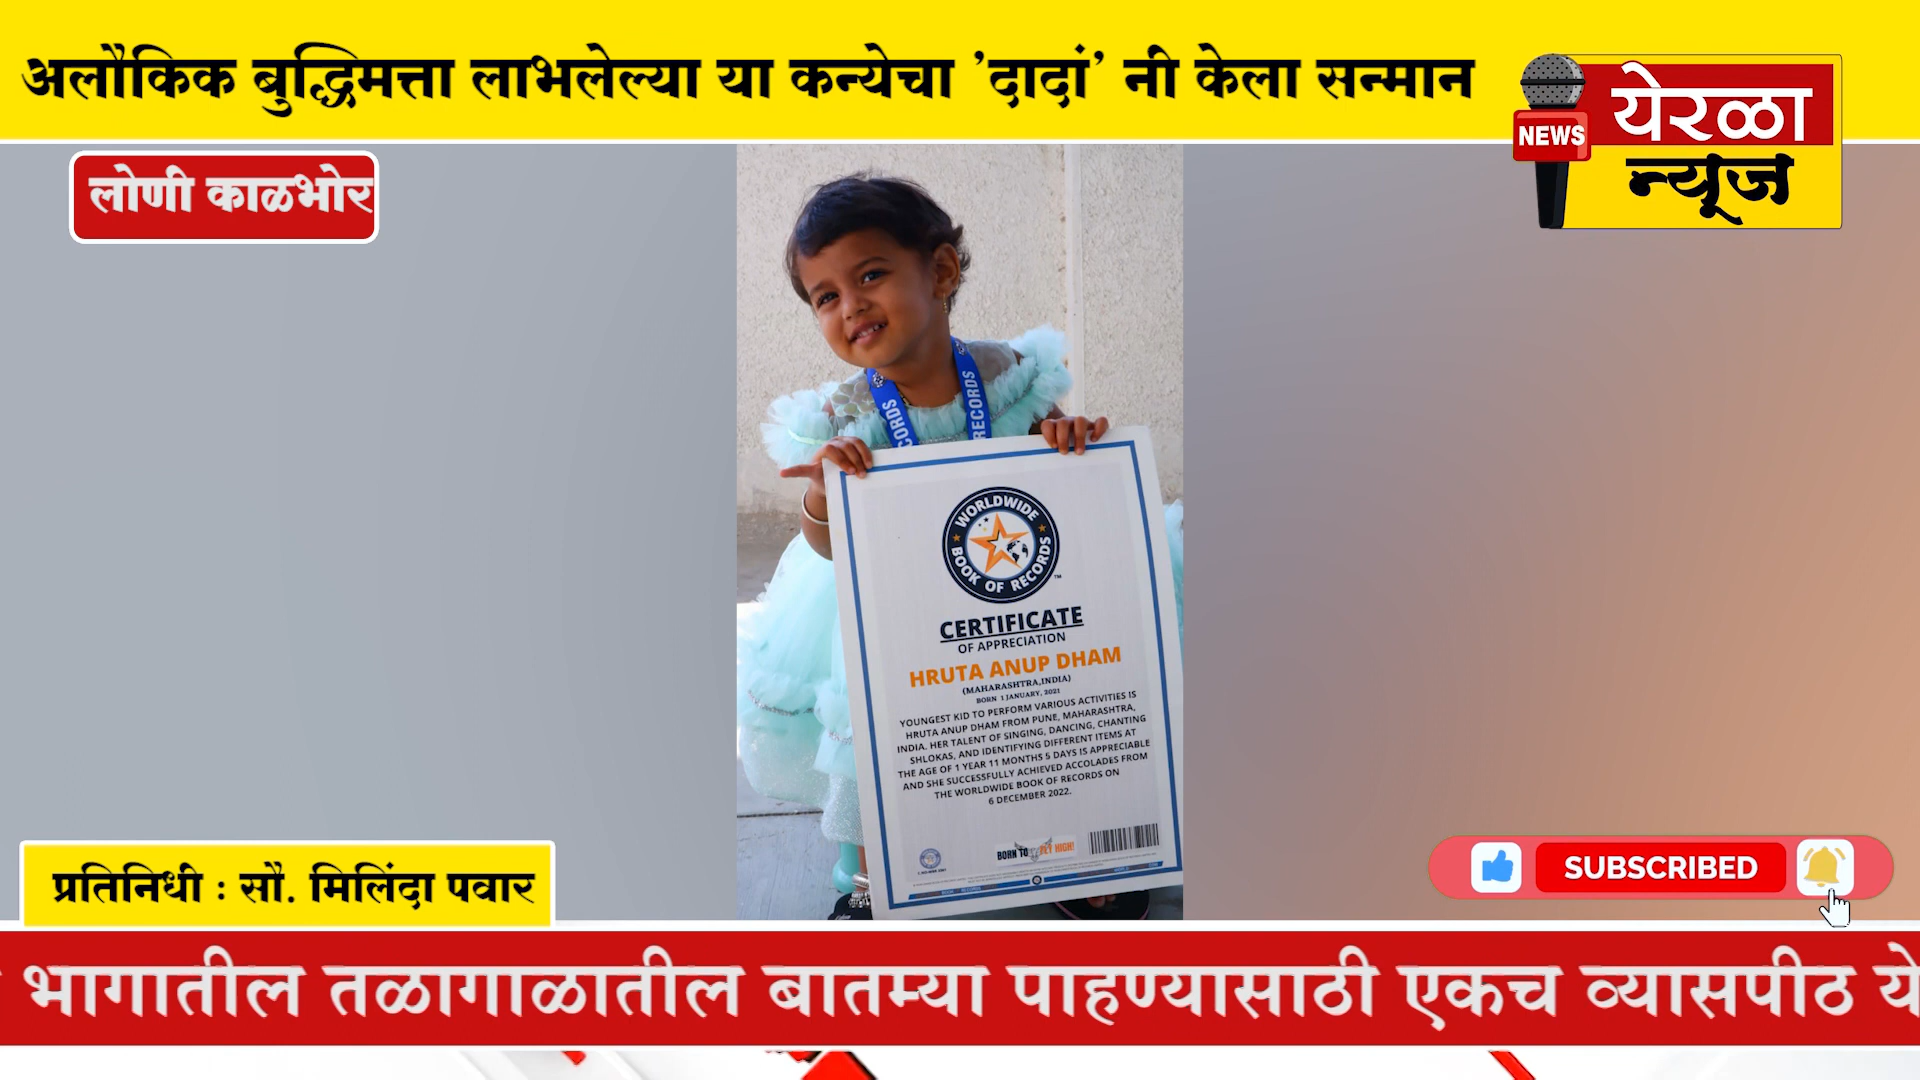 अलौकिक बुद्धिमत्ता लाभलेल्या या कन्येचा 'दादां' नी केला सन्मान
NEWS
येरळा
न्यूज
लोणी काळभोर
CORDS
RECORDS
WORLDWIDE
BOOK OF RECORDS
TM
CERTIFICATE
OF APPRECIATION
HRUTA ANUP DHAM
(MAHARASHTRA,INDIA)
BORN 1 JANUARY, 2021
YOUNGEST KID TO PERFORM VARIOUS ACTIVITIES IS
HRUTA ANUP DHAM FROM PUNE, MAHARASHTRA,
INDIA. HER TALENT OF SINGING, DANCING, CHANTING
SHLOKAS, AND IDENTIFYING DIFFERENT ITEMS AT
THE AGE OF 1 YEAR 11 MONTHS 5 DAYS IS APPRECIABLE
AND SHE SUCCESSFULLY ACHIEVED ACCOLADES FROM
THE WORLDWIDE BOOK OF RECORDS ON
6 DECEMBER 2022.
BORN TO HIGH!
प्रतिनिधी : सौ. मिलिंदा पवार
SUBSCRIBED
भागातील तळागाळातील बातम्या पाहण्यासाठी एकच व्यासपीठ ये